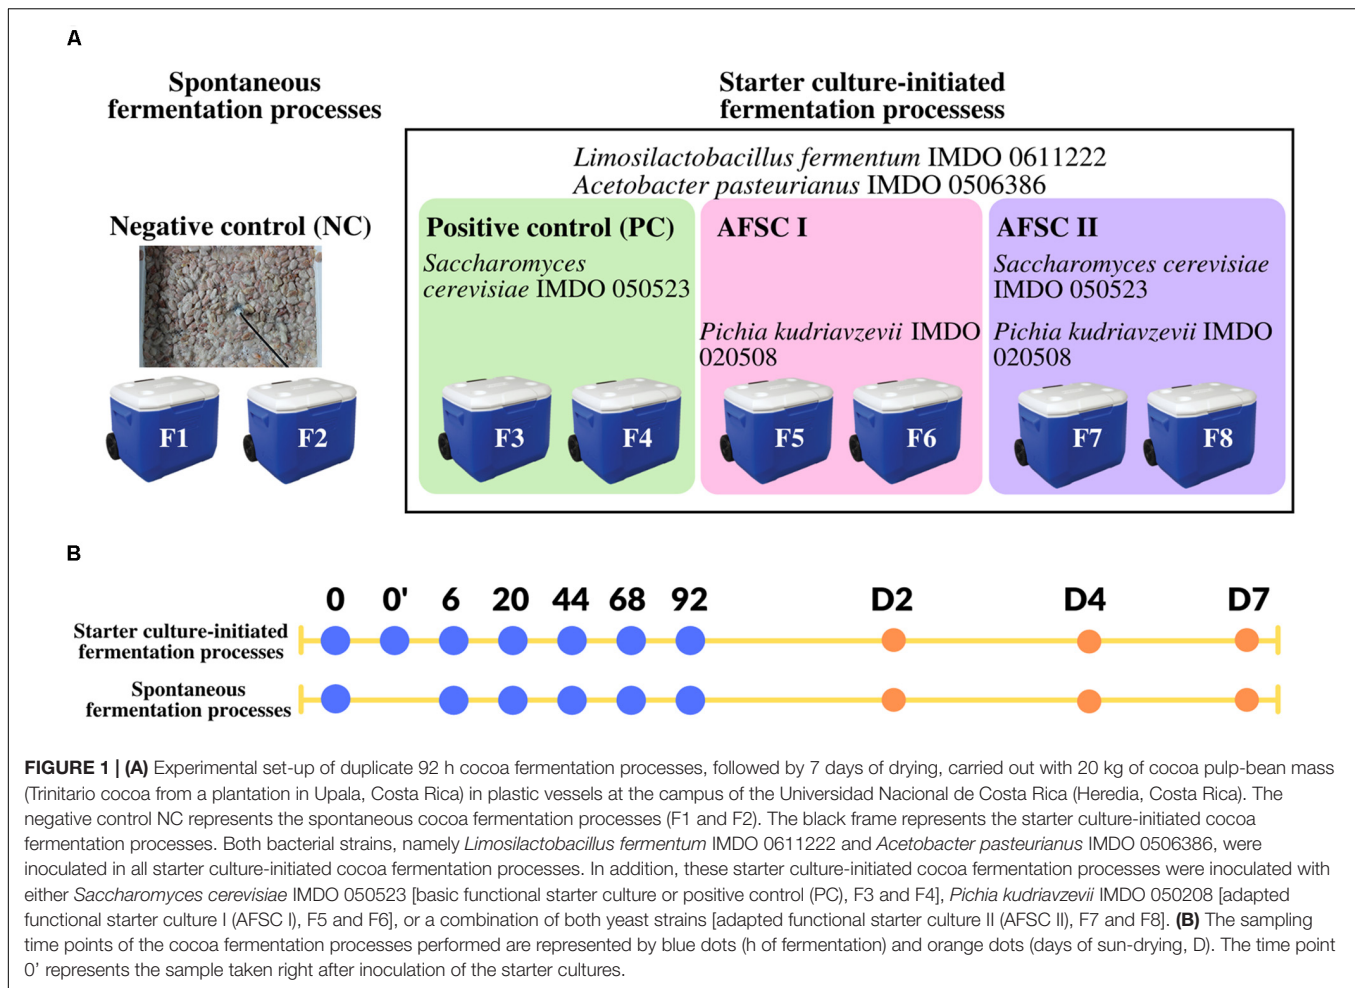 A
Spontaneous
fermentation processes
Starter culture-initiated
fermentation processess
Limosilactobacillus fermentum IMDO 0611222
Acetobacter pasteurianus IMDO 0506386
Negative control (NC)
Positive control (PC)
Saccharomyces
cerevisiae IMDO 050523
AFSC I
Pichia kudriavzevii IMDO
020508
AFSC II
Saccharomyces cerevisiae
IMDO 050523
Pichia kudriavzevii IMDO
020508
F1
F2
F3
F4
F5
F6
F7
F8
B
0 0' 6 20 44 68 92 D2 D4 D7
Starter culture-initiated
fermentation processes
Spontaneous
fermentation processes
FIGURE 1 | (A) Experimental set-up of duplicate 92 h cocoa fermentation processes, followed by 7 days of drying, carried out with 20 kg of cocoa pulp-bean mass
(Trinitario cocoa from a plantation in Upala, Costa Rica) in plastic vessels at the campus of the Universidad Nacional de Costa Rica (Heredia, Costa Rica). The
negative control NC represents the spontaneous cocoa fermentation processes (F1 and F2). The black frame represents the starter culture-initiated cocoa
fermentation processes. Both bacterial strains, namely Limosilactobacillus fermentum IMDO 0611222 and Acetobacter pasteurianus IMDO 0506386, were
inoculated in all starter culture-initiated cocoa fermentation processes. In addition, these starter culture-initiated cocoa fermentation processes were inoculated with
either Saccharomyces cerevisiae IMDO 050523 [basic functional starter culture or positive control (PC), F3 and F4], Pichia kudriavzevii IMDO 050208 [adapted
functional starter culture I (AFSC I), F5 and F6], or a combination of both yeast strains [adapted functional starter culture II (AFSC II), F7 and F8]. (B) The sampling
time points of the cocoa fermentation processes performed are represented by blue dots (h of fermentation) and orange dots (days of sun-drying, D). The time point
0’ represents the sample taken right after inoculation of the starter cultures.